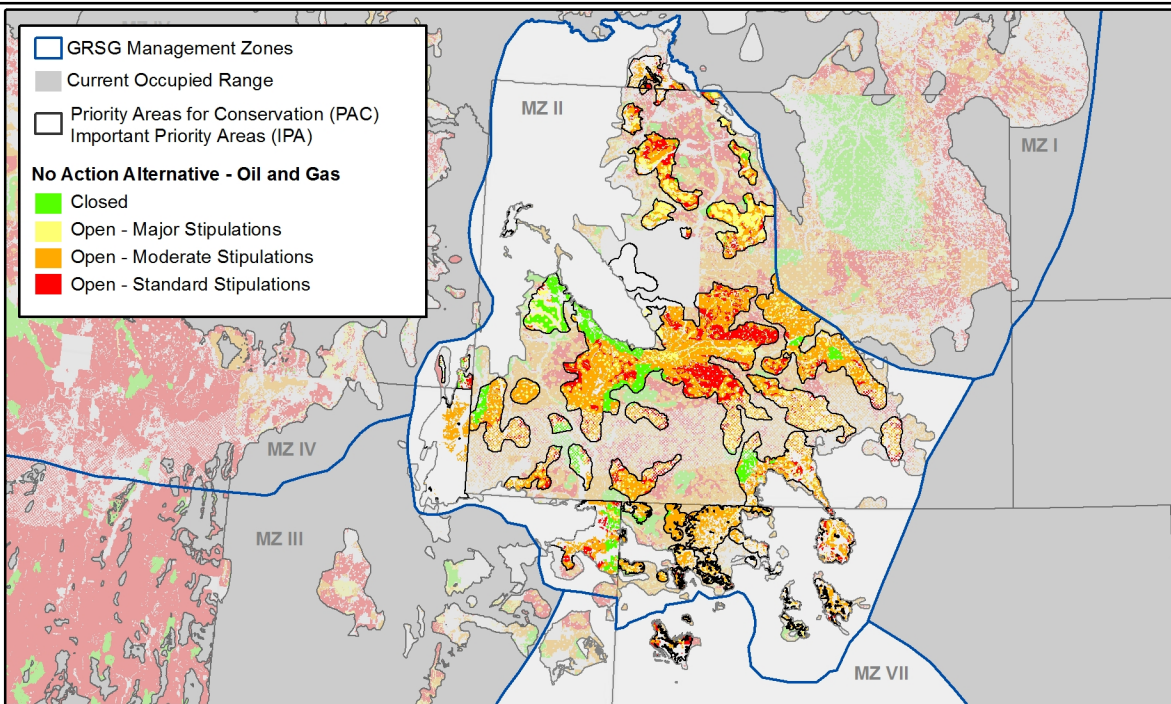 GRSG Management Zones
Current Occupied Range
Priority Areas for Conservation (PAC)
Important Priority Areas (IPA)
No Action Alternative - Oil and Gas
Closed
Open - Major Stipulations
Open - Moderate Stipulations
Open - Standard Stipulations
MZ II
MZ I
MZ IV
MZ III
MZ VII